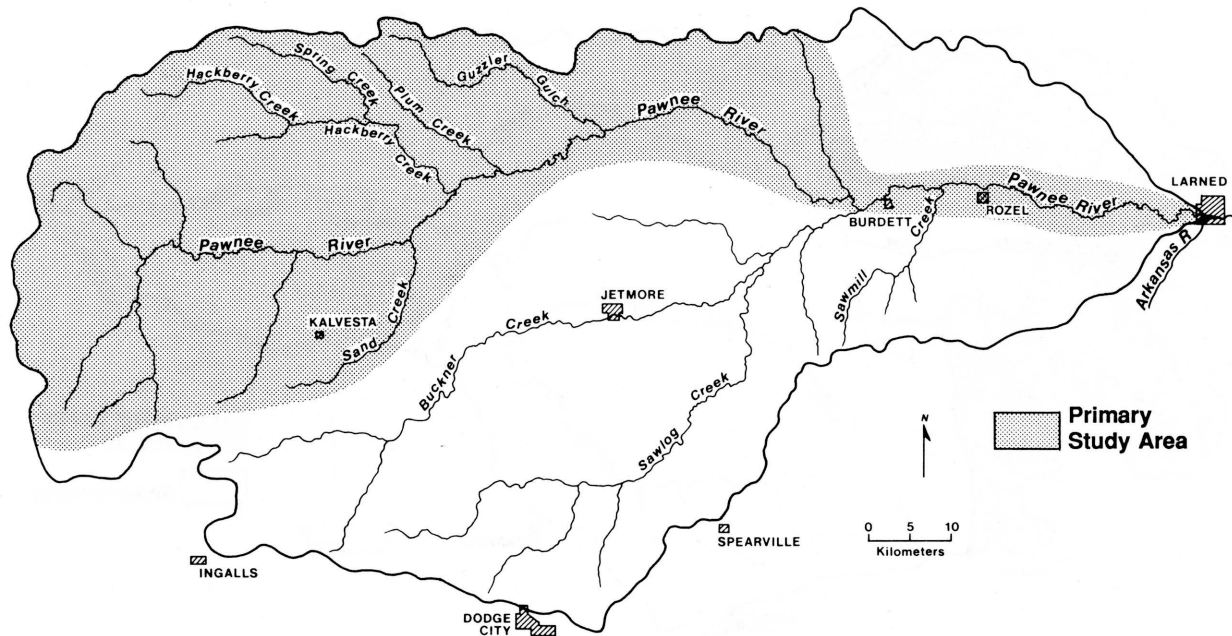 Spring Creek
Hackberry Creek
Plum Creek
Guzzler Gulch
Hackberry Creek
Pawnee River
LARNED
Pawnee River
ROZEL
BURDETT
Creek
Sawmill
Arkansas R
Pawnee River
JETMORE
KALVESTA
Sand Creek
Buckner Creek
Sawlog Creek
N
Primary
Study Area
0 5 10
Kilometers
SPEARVILLE
INGALLS
DODGE
CITY